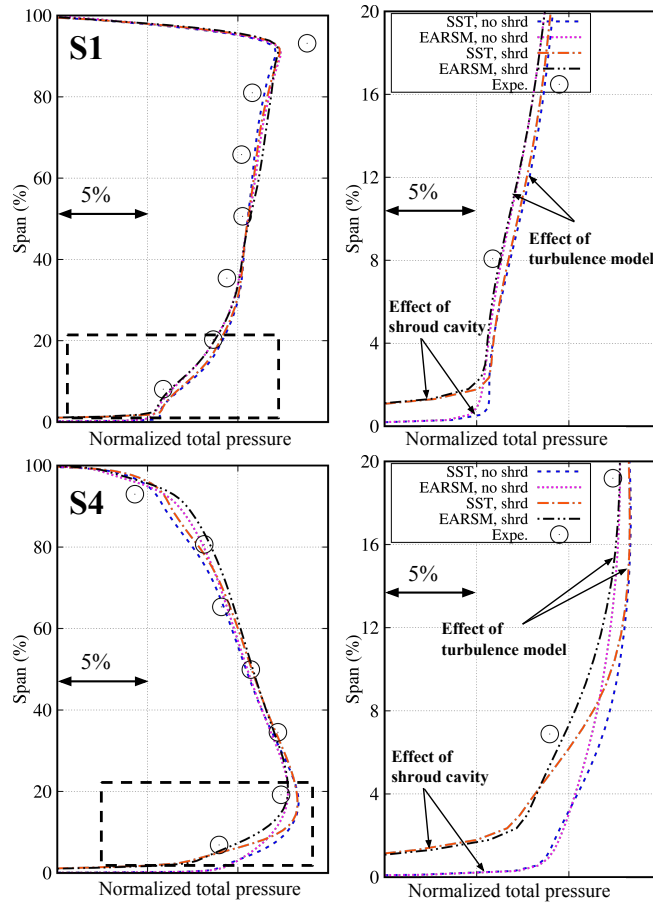 S1
100
80
60
40
20
0
Span (%)
5%
Normalized total pressure
20
16
12
8
4
0
Span (%)
SST, no shrd
EARSM, no shrd
SST, shrd
EARSM, shrd
Expe.
5%
Effect of
turbulence model
Effect of
shroud cavity
Normalized total pressure
S4
100
80
60
40
20
0
Span (%)
5%
Normalized total pressure
20
16
12
8
4
0
Span (%)
SST, no shrd
EARSM, no shrd
SST, shrd
EARSM, shrd
Expe.
5%
Effect of
turbulence model
Effect of
shroud cavity
Normalized total pressure